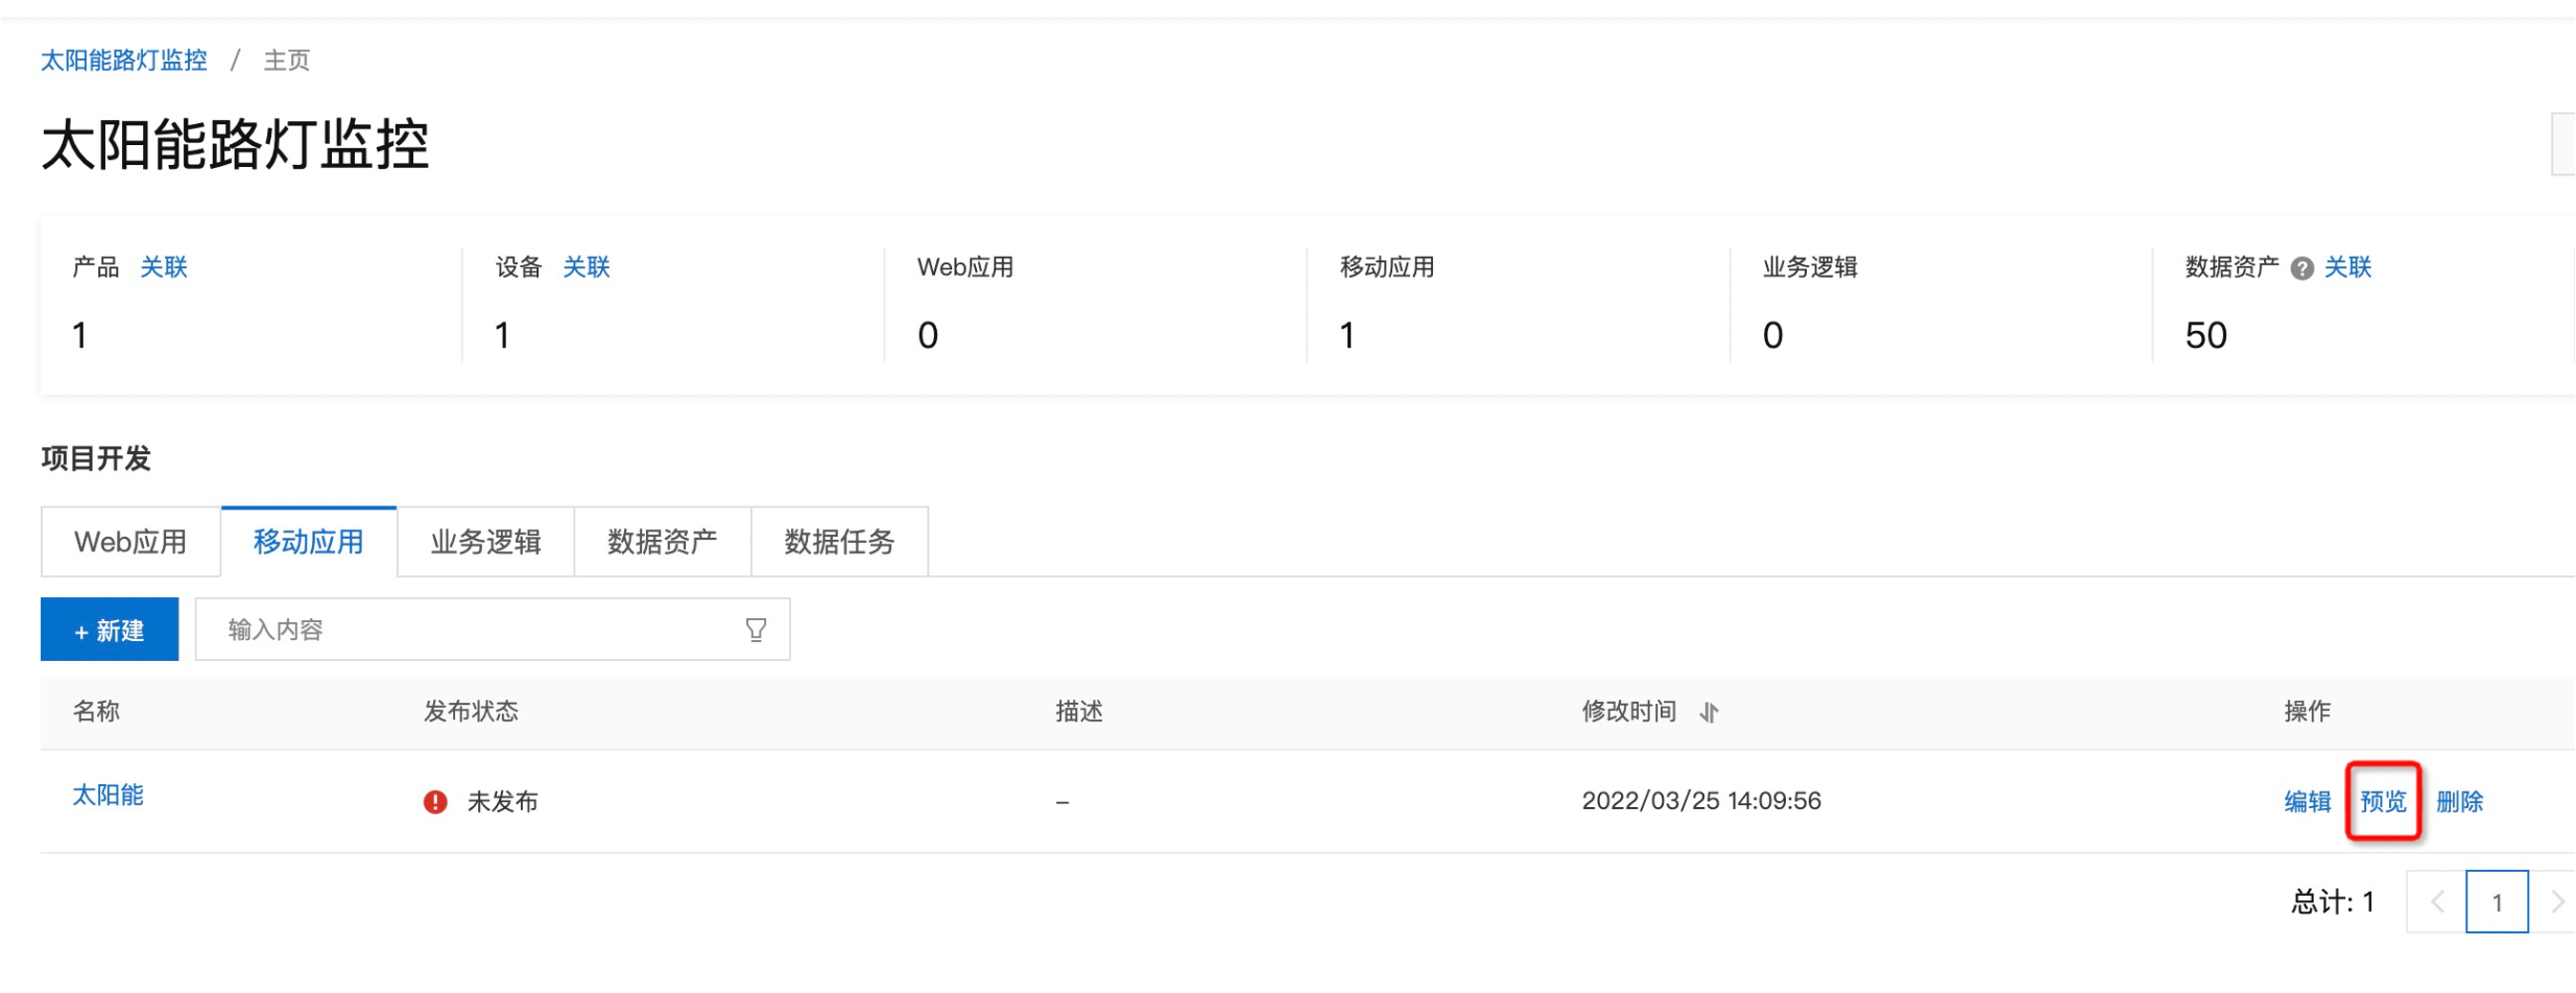 太阳能路灯监控 / 主页
太阳能路灯监控
产品 关联 设备 关联 Web应用 移动应用 业务逻辑 数据资产 ? 关联
1 1 0 1 0 50
项目开发
Web应用 移动应用 业务逻辑 数据资产 数据任务
+ 新建 输入内容
名称 发布状态 描述 修改时间 操作
太阳能 未发布 – 2022/03/25 14:09:56 编辑 预览 删除
总计: 1 1